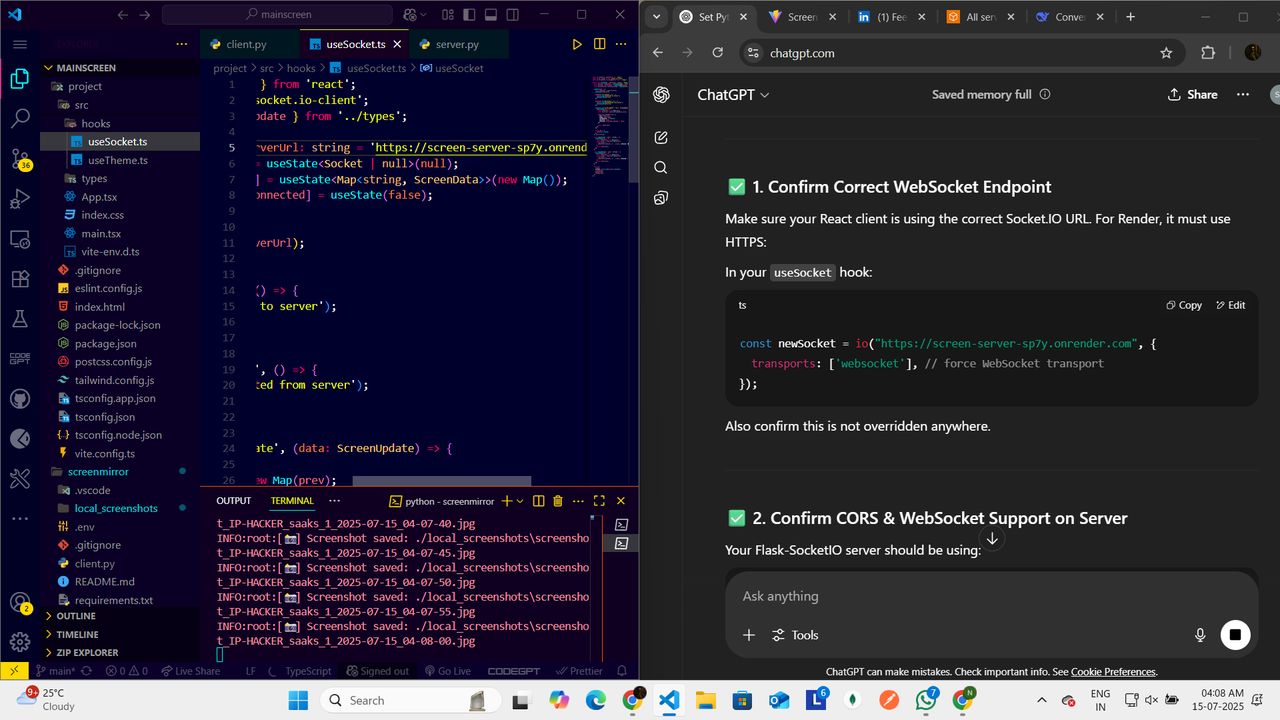 mainscreen
client.py
useSocket.ts
server.py
project > src > hooks > useSocket.ts > useSocket
MAINSCREEN
project
src
hooks
useSocket.ts
useTheme.ts
types
App.tsx
index.css
main.tsx
vite-env.d.ts
.gitignore
eslint.config.js
index.html
package-lock.json
package.json
postcss.config.js
tailwind.config.js
tsconfig.app.json
tsconfig.json
tsconfig.node.json
vite.config.ts
screenmirror
.vscode
local_screenshots
.env
.gitignore
client.py
README.md
requirements.txt
OUTLINE
TIMELINE
ZIP EXPLORER
36
2
1 } from 'react';
2 socket.io-client';
3 pdate } from '../types';
4
5 rverUrl: string = 'https://screen-server-sp7y.onrend
6 = useState<Socket | null>(null);
7 ] = useState<Map<string, ScreenData>>(new Map());
8 onnected] = useState(false);
9
10
11 verUrl);
12
13
14 () => {
15 to server');
16
17
18
19 ', () => {
20 ted from server');
21
22
23
24 ate', (data: ScreenUpdate) => {
25
26 ew Map(prev);
OUTPUT
TERMINAL
python - screenmirror
t_IP-HACKER_saaks_1_2025-07-15_04-07-40.jpg
INFO:root:[📷] Screenshot saved: ./local_screenshots\screensho
t_IP-HACKER_saaks_1_2025-07-15_04-07-45.jpg
INFO:root:[📷] Screenshot saved: ./local_screenshots\screensho
t_IP-HACKER_saaks_1_2025-07-15_04-07-50.jpg
INFO:root:[📷] Screenshot saved: ./local_screenshots\screensho
t_IP-HACKER_saaks_1_2025-07-15_04-07-55.jpg
INFO:root:[📷] Screenshot saved: ./local_screenshots\screensho
t_IP-HACKER_saaks_1_2025-07-15_04-08-00.jpg
main* 0 0 Live Share LF TypeScript Signed out Go Live CODEGPT Prettier
Set Pyt
Screen
(1) Fee
All serv
Conver
chatgpt.com
ChatGPT
Saved memory full
Share
✅ 1. Confirm Correct WebSocket Endpoint
Make sure your React client is using the correct Socket.IO URL. For Render, it must use
HTTPS:
In your useSocket hook:
ts
Copy
Edit
const newSocket = io("https://screen-server-sp7y.onrender.com", {
transports: ['websocket'], // force WebSocket transport
});
Also confirm this is not overridden anywhere.
✅ 2. Confirm CORS & WebSocket Support on Server
Your Flask-SocketIO server should be using:
Ask anything
Tools
ChatGPT can make mistakes. Check important info. See Cookie Preferences.
9+
25°C
Cloudy
Search
6
7
ENG
IN
04:08 AM
15-07-2025